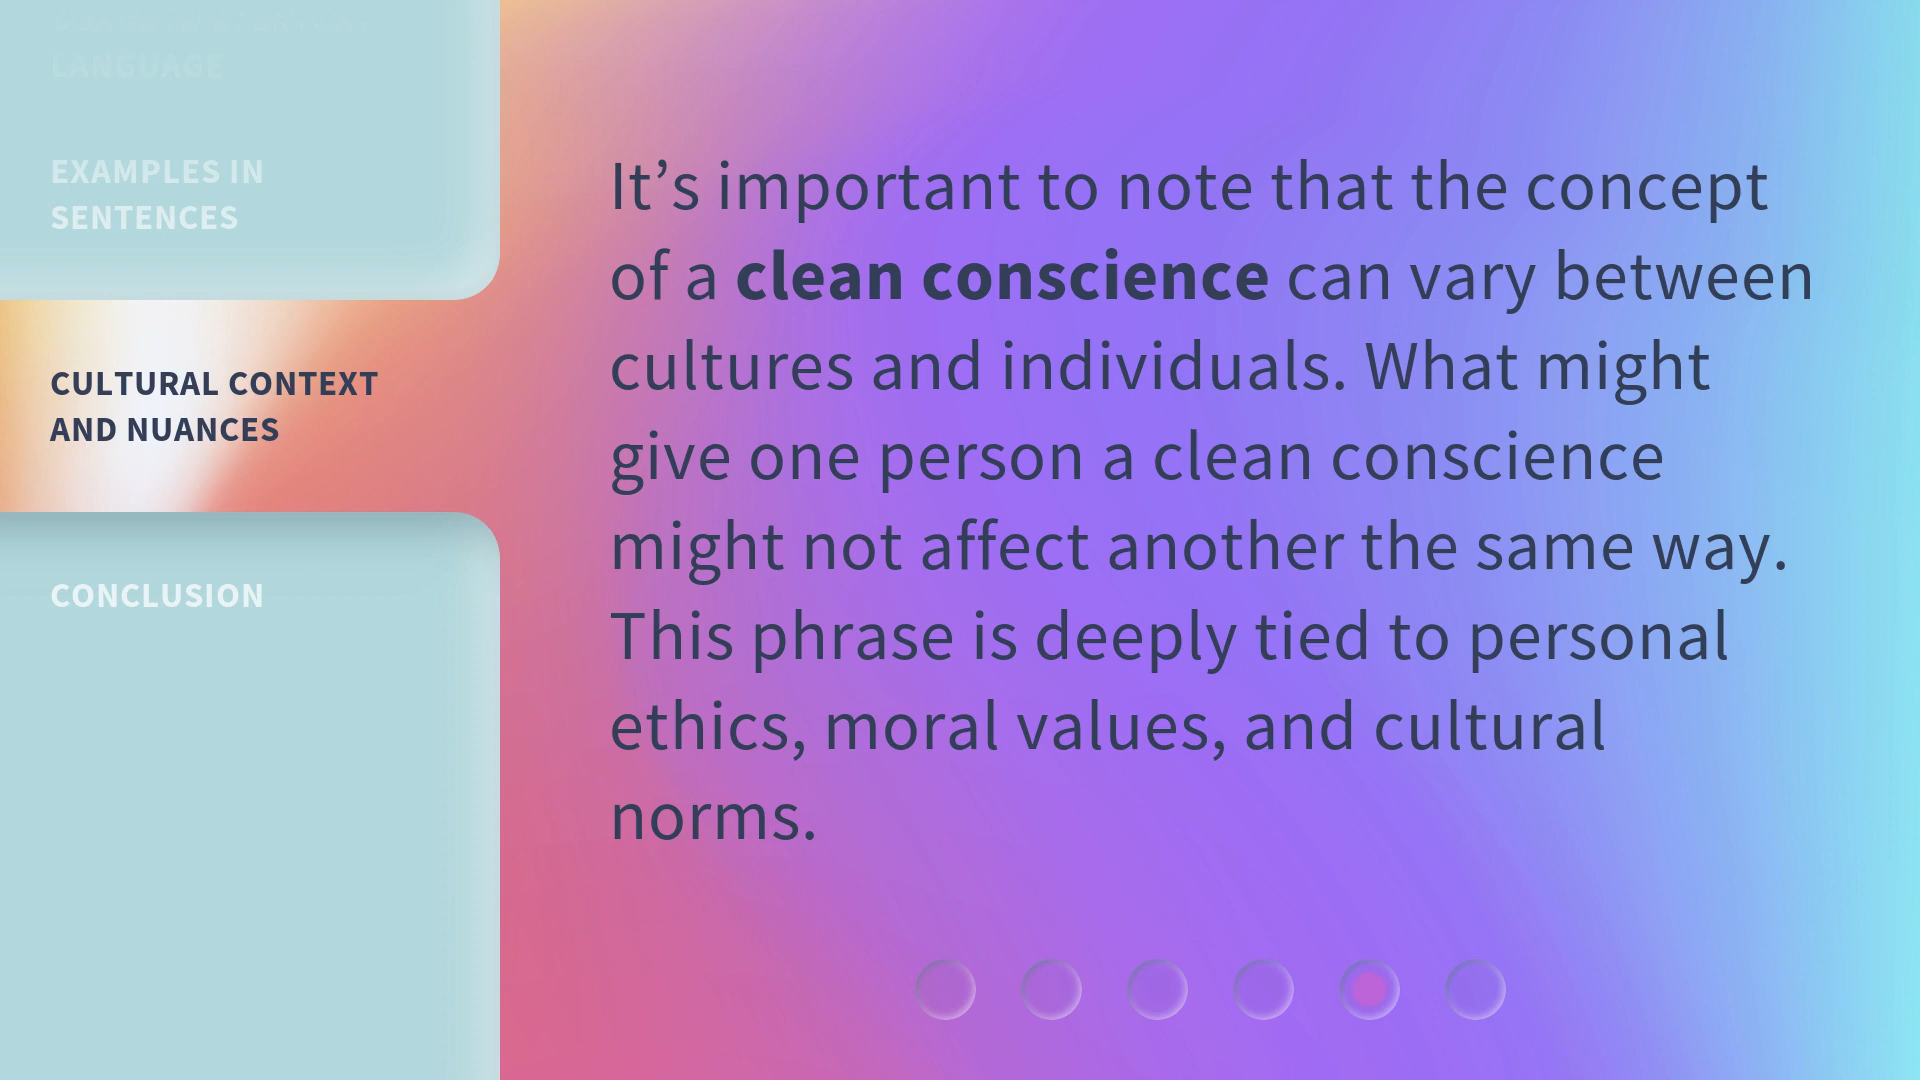 LANGUAGE
EXAMPLES IN
SENTENCES
CULTURAL CONTEXT
AND NUANCES
CONCLUSION
It’s important to note that the concept
of a clean conscience can vary between
cultures and individuals. What might
give one person a clean conscience
might not affect another the same way.
This phrase is deeply tied to personal
ethics, moral values, and cultural
norms.